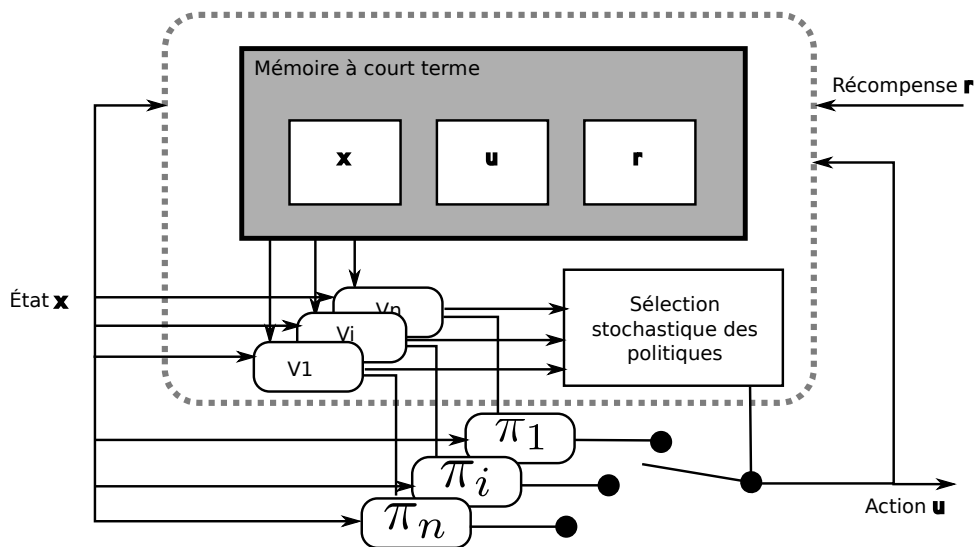 Mémoire à court terme
Récompense r
x
u
r
État x
Vn
Vi
V1
Sélection
stochastique des
politiques
π1
πi
πn
Action u